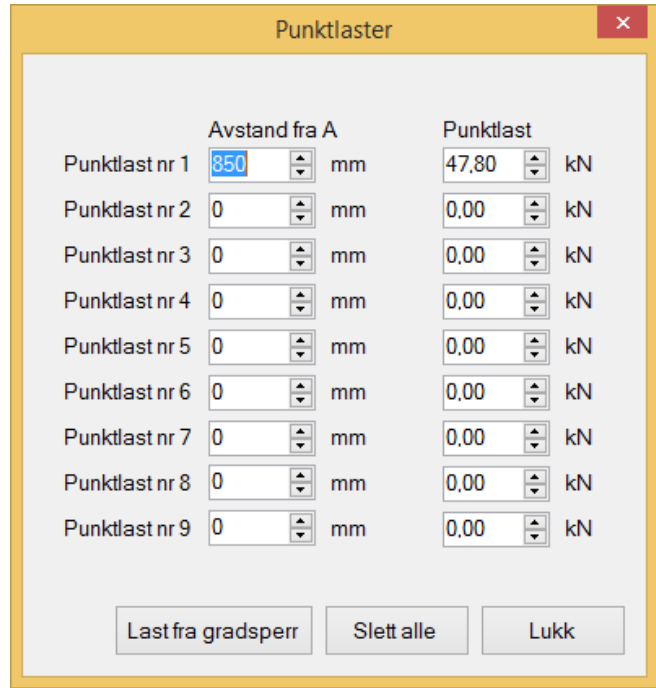 Punktlaster
Avstand fra A Punktlast
Punktlast nr 1 850 mm 47,80 kN
Punktlast nr 2 0 mm 0,00 kN
Punktlast nr 3 0 mm 0,00 kN
Punktlast nr 4 0 mm 0,00 kN
Punktlast nr 5 0 mm 0,00 kN
Punktlast nr 6 0 mm 0,00 kN
Punktlast nr 7 0 mm 0,00 kN
Punktlast nr 8 0 mm 0,00 kN
Punktlast nr 9 0 mm 0,00 kN
Last fra gradsperr Slett alle Lukk